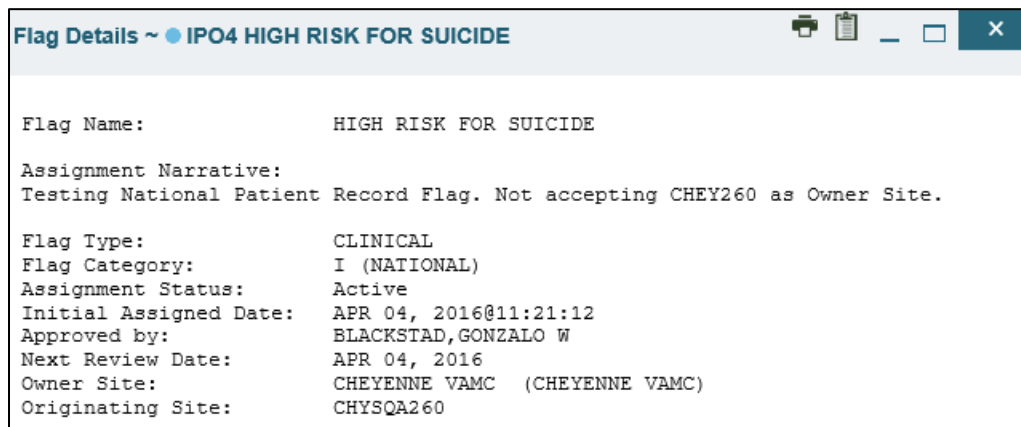 Flag Details ~ IPO4 HIGH RISK FOR SUICIDE
Flag Name: HIGH RISK FOR SUICIDE
Assignment Narrative:
Testing National Patient Record Flag. Not accepting CHEY260 as Owner Site.
Flag Type: CLINICAL
Flag Category: I (NATIONAL)
Assignment Status: Active
Initial Assigned Date: APR 04, 2016@11:21:12
Approved by: BLACKSTAD,GONZALO W
Next Review Date: APR 04, 2016
Owner Site: CHEYENNE VAMC (CHEYENNE VAMC)
Originating Site: CHYSQA260